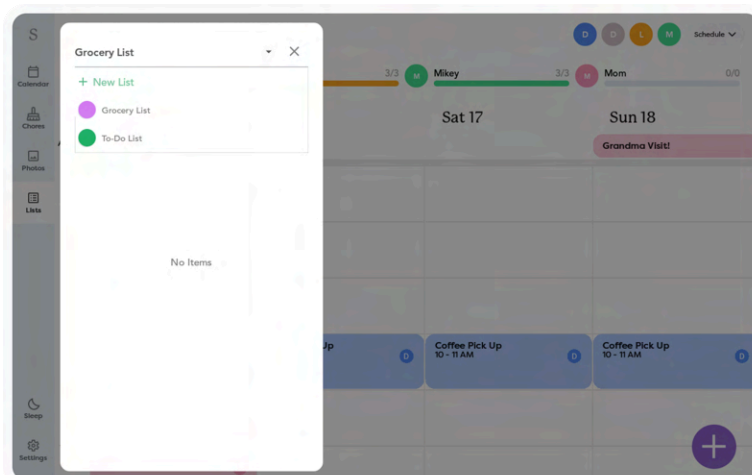 S
Calendar
Chores
Photos
Lists
Sleep
Settings
Grocery List
+ New List
Grocery List
To-Do List
No Items
D D L M Schedule
3/3 M Mikey 3/3 M Mom 0/0
Sat 17 Sun 18
Grandma Visit!
Up
D
Coffee Pick Up
10 - 11 AM
D
Coffee Pick Up
10 - 11 AM
D